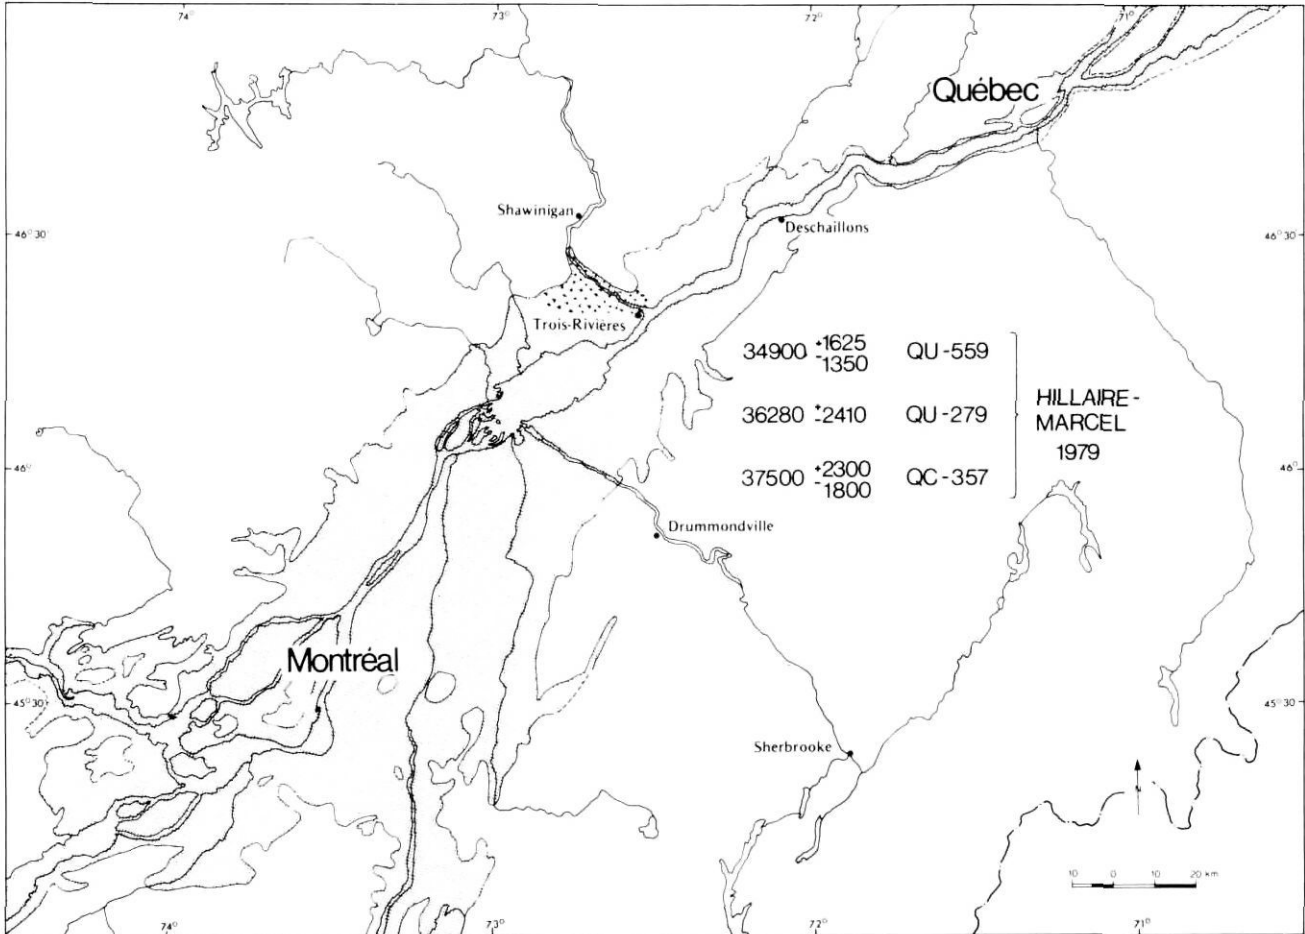 74° 73° 72° 71°
Québec
Shawinigan
Deschaillons
46°30' 46°30'
Trois-Rivières
34900 +1625 -1350 QU-559
36280 ±2410 QU-279
37500 +2300 -1800 QC-357
HILLAIRE-
MARCEL
1979
46° 46°
Drummondville
Montréal
45°30' 45°30'
Sherbrooke
N
10 0 10 20 km
74° 73° 72° 71°